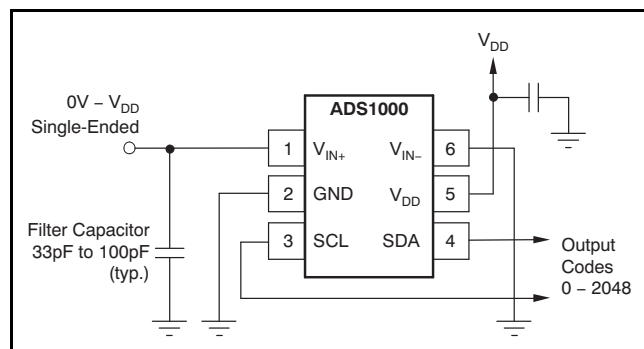 V_DD
0V – V_DD
Single-Ended
ADS1000
1 V_IN+ V_IN– 6
2 GND V_DD 5
3 SCL SDA 4
Filter Capacitor
33pF to 100pF
(typ.)
Output
Codes
0 – 2048